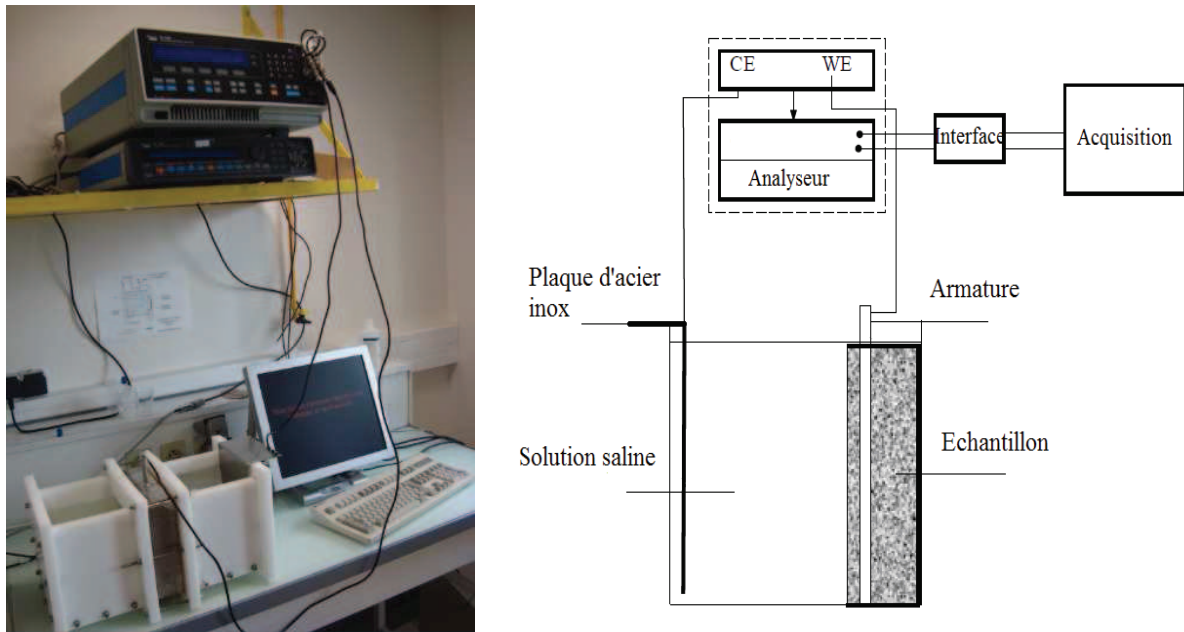 CE
WE
Analyseur
Interface
Acquisition
Plaque d'acier
inox
Armature
Solution saline
Echantillon